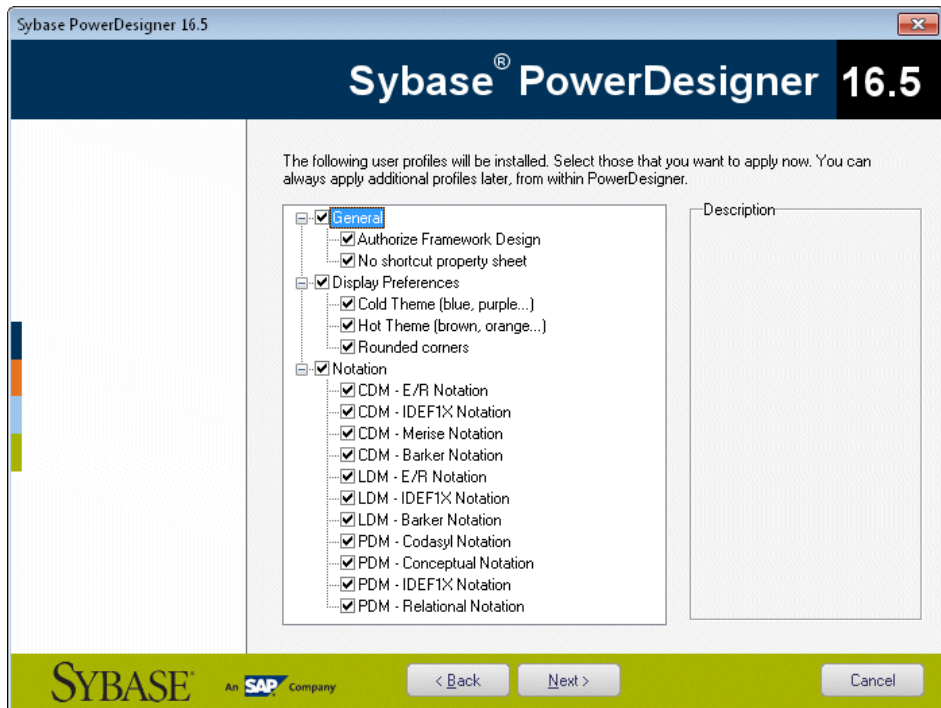 Sybase PowerDesigner 16.5
Sybase® PowerDesigner 16.5
The following user profiles will be installed. Select those that you want to apply now. You can
always apply additional profiles later, from within PowerDesigner.
General
Authorize Framework Design
No shortcut property sheet
Display Preferences
Cold Theme (blue, purple...)
Hot Theme (brown, orange...)
Rounded corners
Notation
CDM - E/R Notation
CDM - IDEF1X Notation
CDM - Merise Notation
CDM - Barker Notation
LDM - E/R Notation
LDM - IDEF1X Notation
LDM - Barker Notation
PDM - Codasyl Notation
PDM - Conceptual Notation
PDM - IDEF1X Notation
PDM - Relational Notation
Description
SYBASE® An SAP Company
< Back
Next >
Cancel